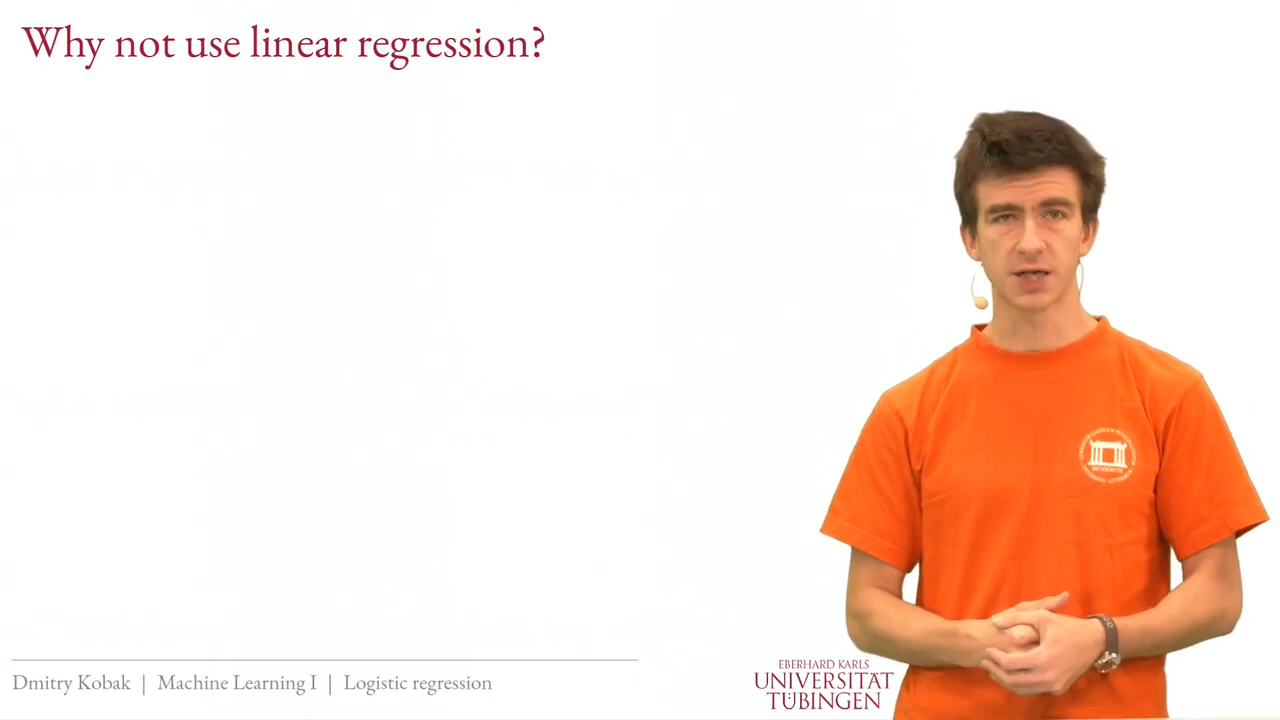 Why not use linear regression?
Dmitry Kobak | Machine Learning I | Logistic regression
EBERHARD KARLS
UNIVERSITÄT
TÜBINGEN